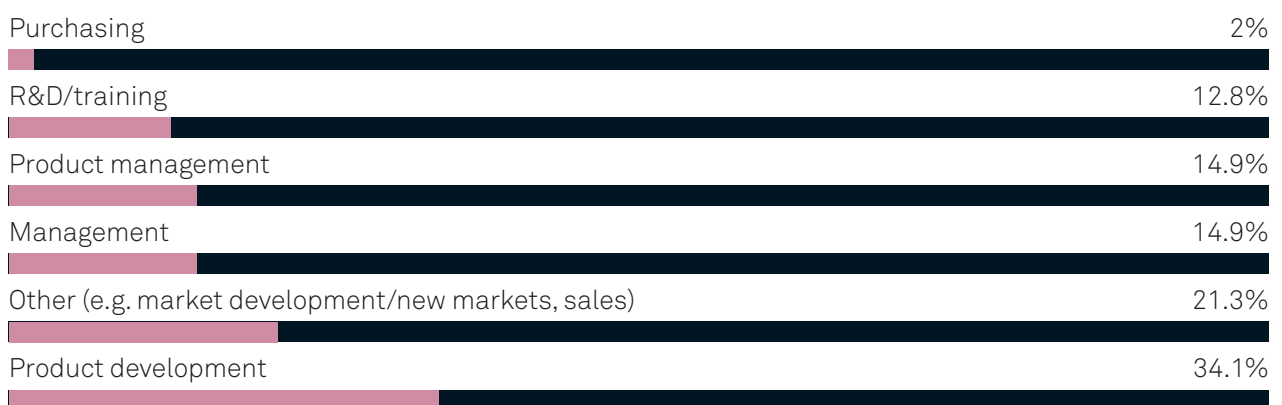 Purchasing 2%
R&D/training 12.8%
Product management 14.9%
Management 14.9%
Other (e.g. market development/new markets, sales) 21.3%
Product development 34.1%